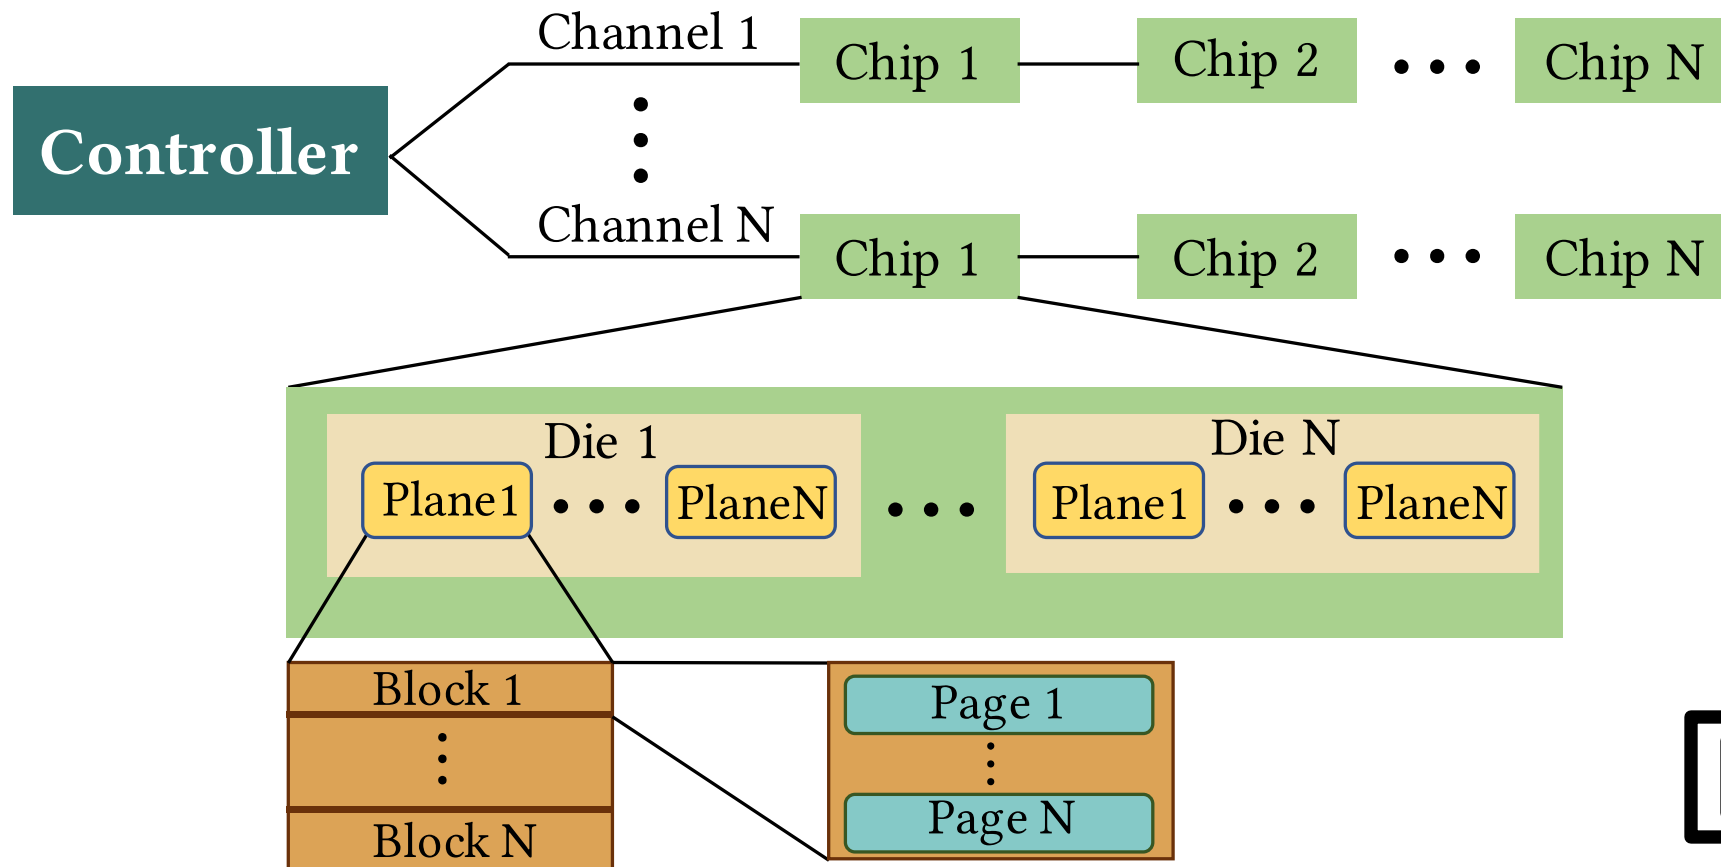 Channel 1
Chip 1
Chip 2
Chip N
Controller
Channel N
Chip 1
Chip 2
Chip N
Die 1
Plane1
PlaneN
Die N
Plane1
PlaneN
Block 1
Block N
Page 1
Page N